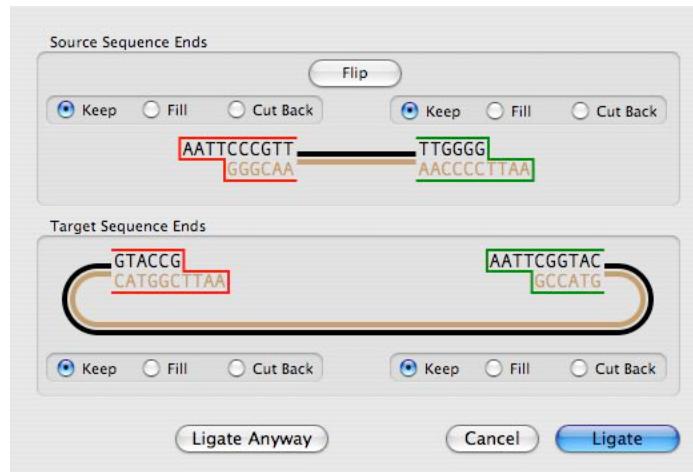 Source Sequence Ends
Flip
Keep Fill Cut Back Keep Fill Cut Back
AATTCCCGTT TTGGGG
GGGCAA AACCCCTTAA
Target Sequence Ends
GTACCG AATTCGGTAC
CATGGCTTAA GCCATG
Keep Fill Cut Back Keep Fill Cut Back
Ligate Anyway Cancel Ligate